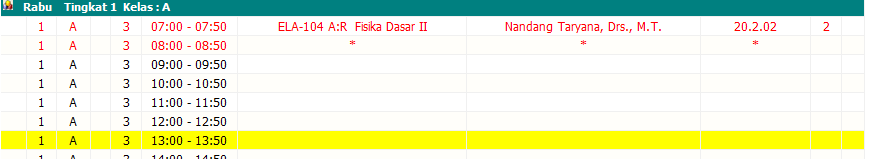 Rabu Tingkat 1 Kelas : A
1 A 3 07:00 - 07:50 ELA-104 A:R Fisika Dasar II Nandang Taryana, Drs., M.T. 20.2.02 2
1 A 3 08:00 - 08:50 * * *
1 A 3 09:00 - 09:50
1 A 3 10:00 - 10:50
1 A 3 11:00 - 11:50
1 A 3 12:00 - 12:50
1 A 3 13:00 - 13:50
1 A 3 14:00 - 14:50